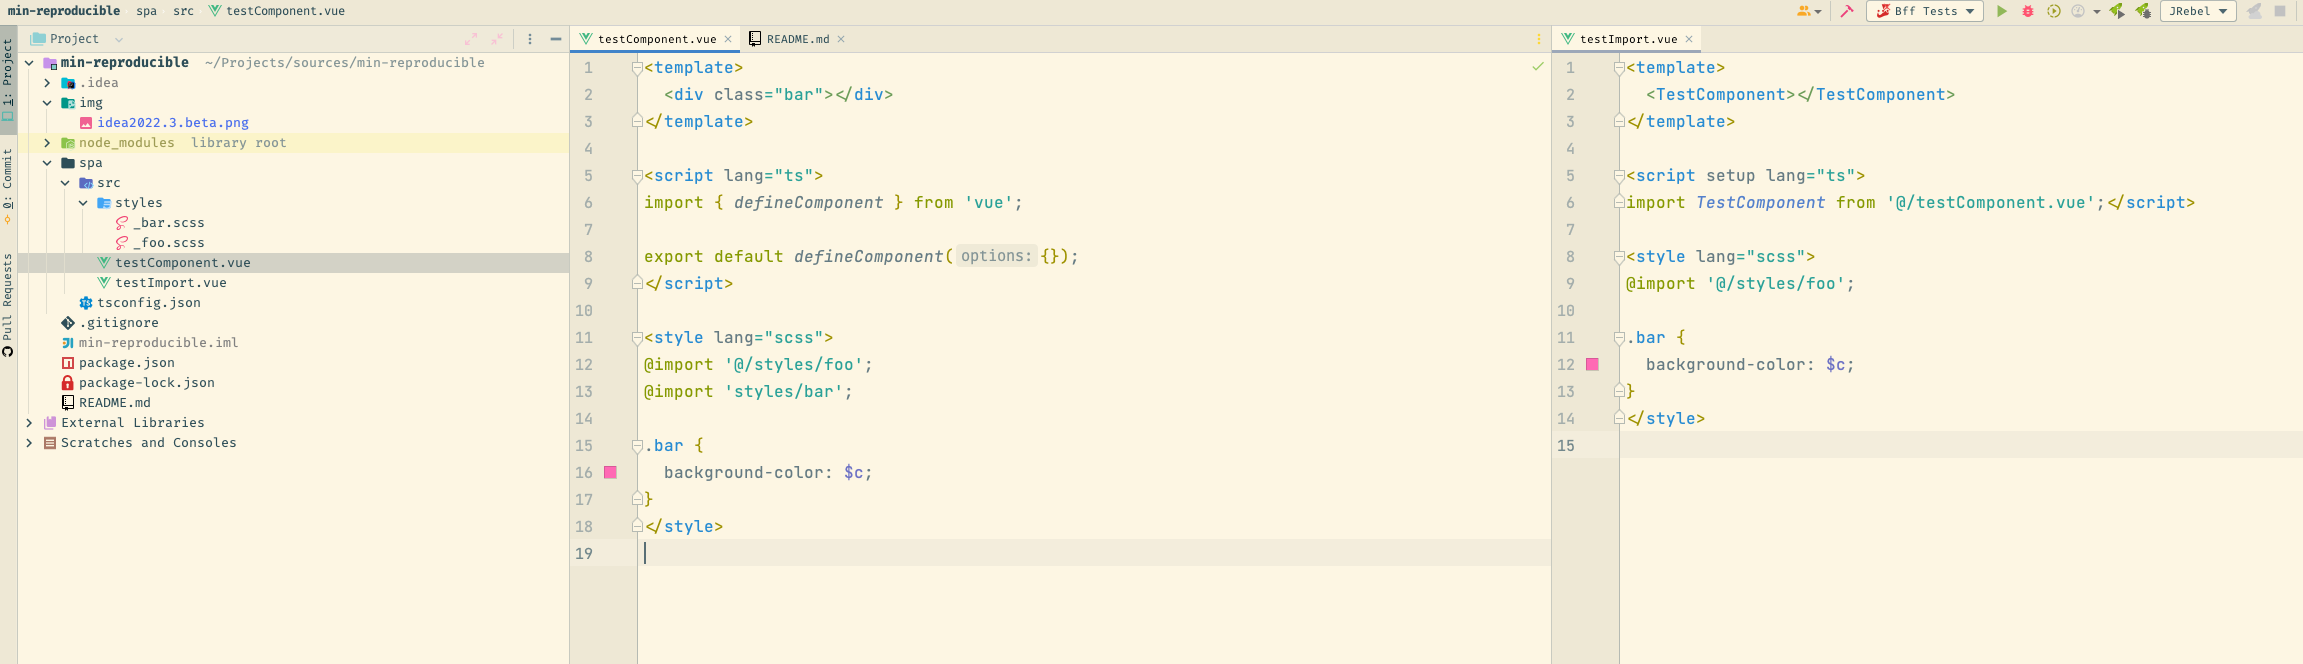 min-reproducible spa src testComponent.vue
Bff Tests
JRebel
1: Project
0: Commit
Pull Requests
Project
min-reproducible ~/Projects/sources/min-reproducible
.idea
img
idea2022.3.beta.png
node_modules library root
spa
src
styles
_bar.scss
_foo.scss
testComponent.vue
testImport.vue
tsconfig.json
.gitignore
min-reproducible.iml
package.json
package-lock.json
README.md
External Libraries
Scratches and Consoles
testComponent.vue
README.md
1 <template>
2 <div class="bar"></div>
3 </template>
4
5 <script lang="ts">
6 import { defineComponent } from 'vue';
7
8 export default defineComponent( options: {});
9 </script>
10
11 <style lang="scss">
12 @import '@/styles/foo';
13 @import 'styles/bar';
14
15 .bar {
16 background-color: $c;
17 }
18 </style>
19
testImport.vue
1 <template>
2 <TestComponent></TestComponent>
3 </template>
4
5 <script setup lang="ts">
6 import TestComponent from '@/testComponent.vue';</script>
7
8 <style lang="scss">
9 @import '@/styles/foo';
10
11 .bar {
12 background-color: $c;
13 }
14 </style>
15